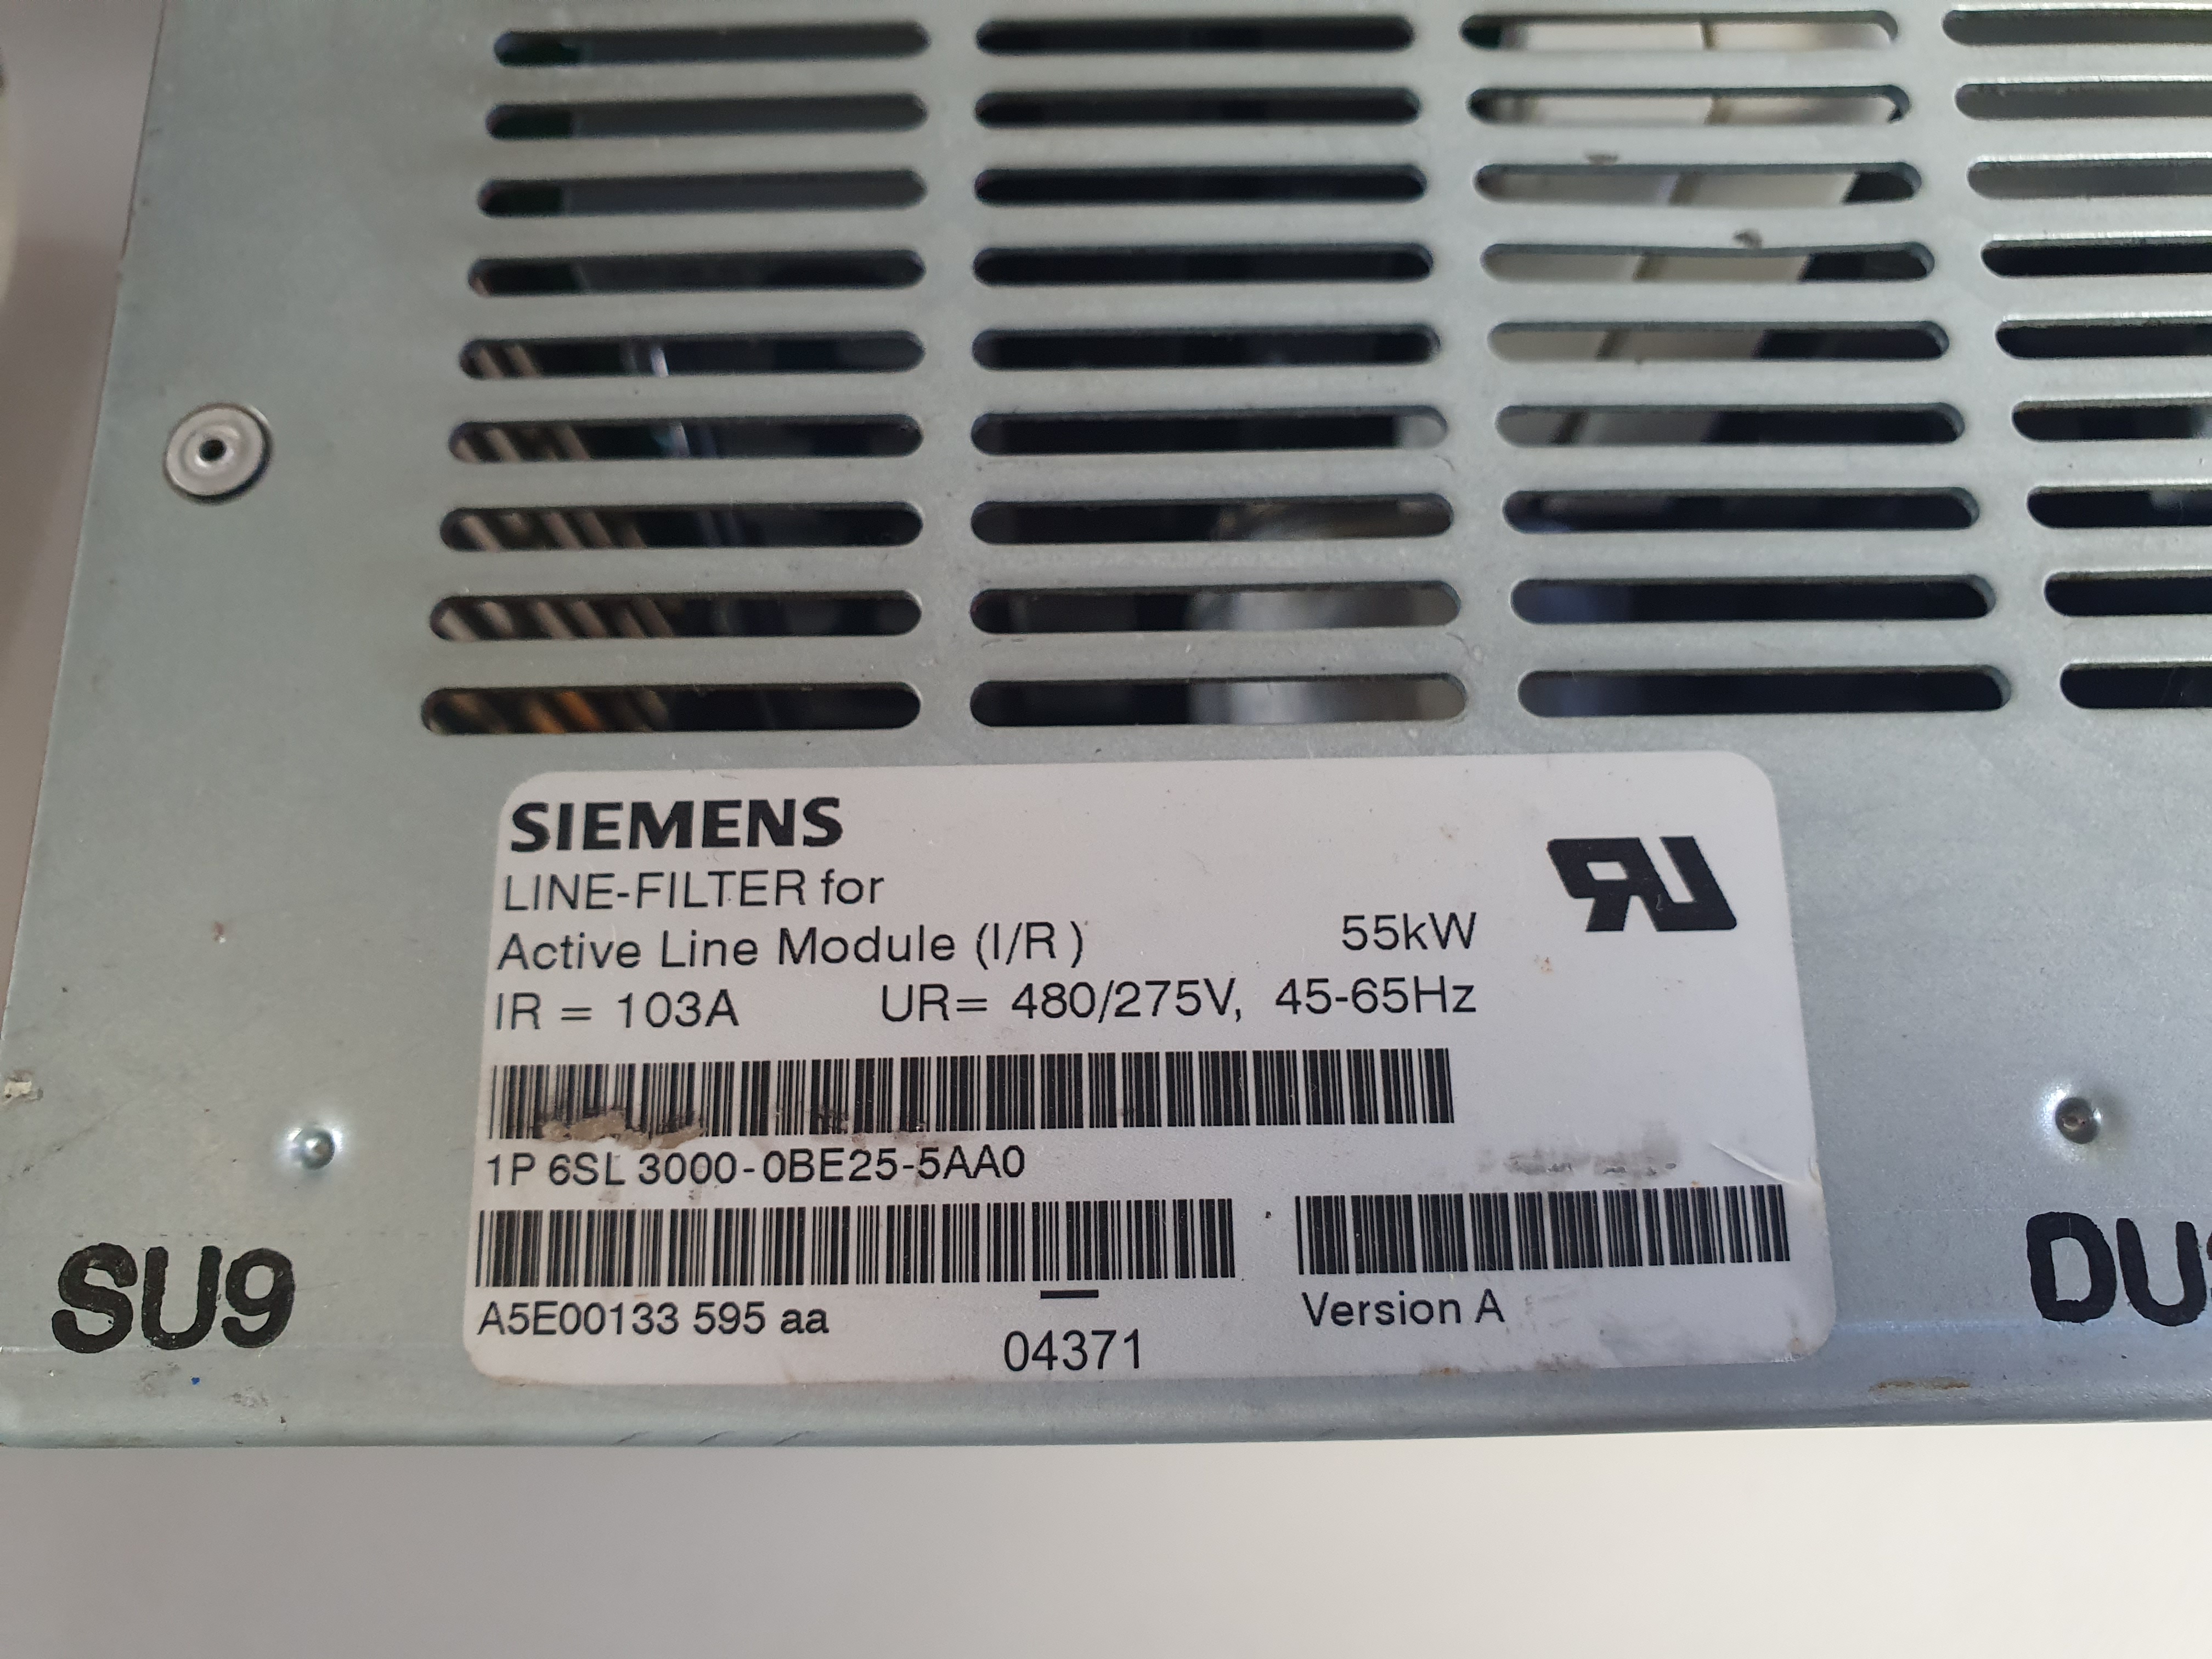 SIEMENS
LINE-FILTER for
Active Line Module (I/R ) 55kW
IR = 103A UR= 480/275V, 45-65Hz
1P 6SL 3000-0BE25-5AA0
A5E00133 595 aa
04371
Version A
SU9